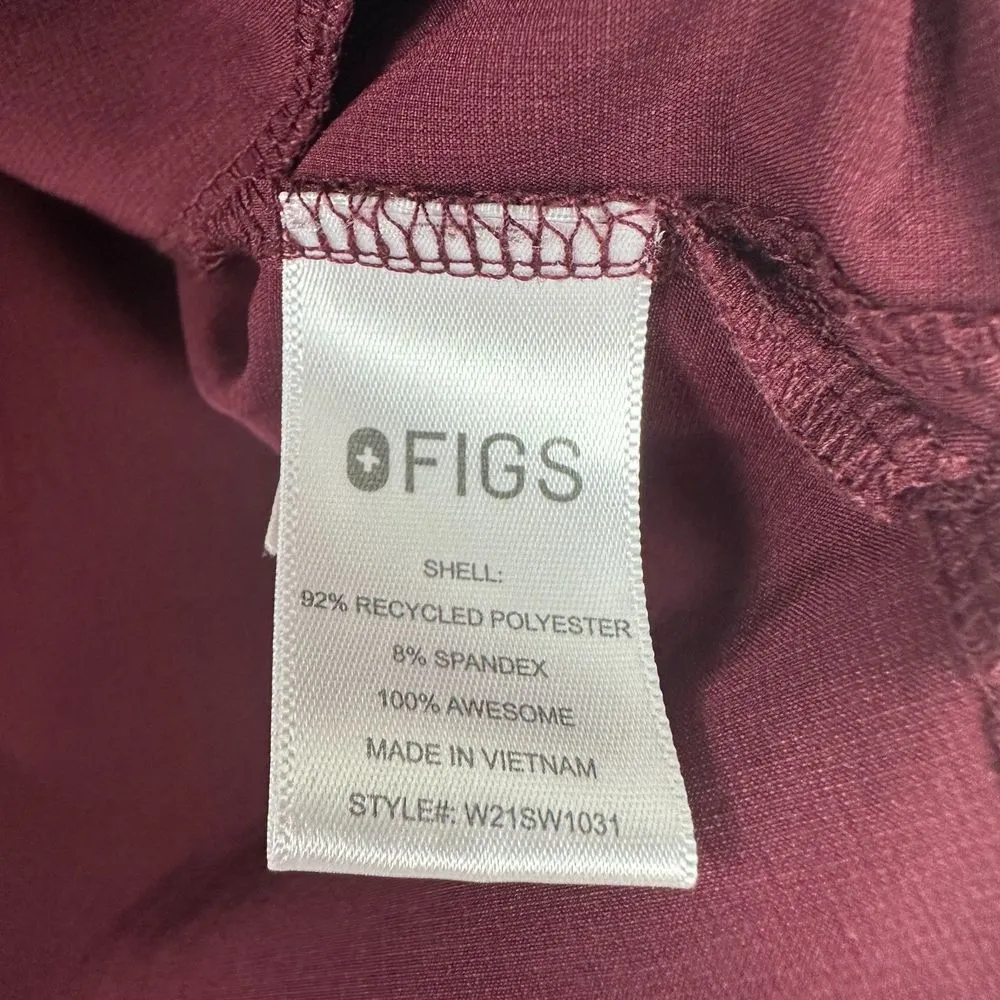 FIGS
SHELL:
92% RECYCLED POLYESTER
8% SPANDEX
100% AWESOME
MADE IN VIETNAM
STYLE#: W21SW1031